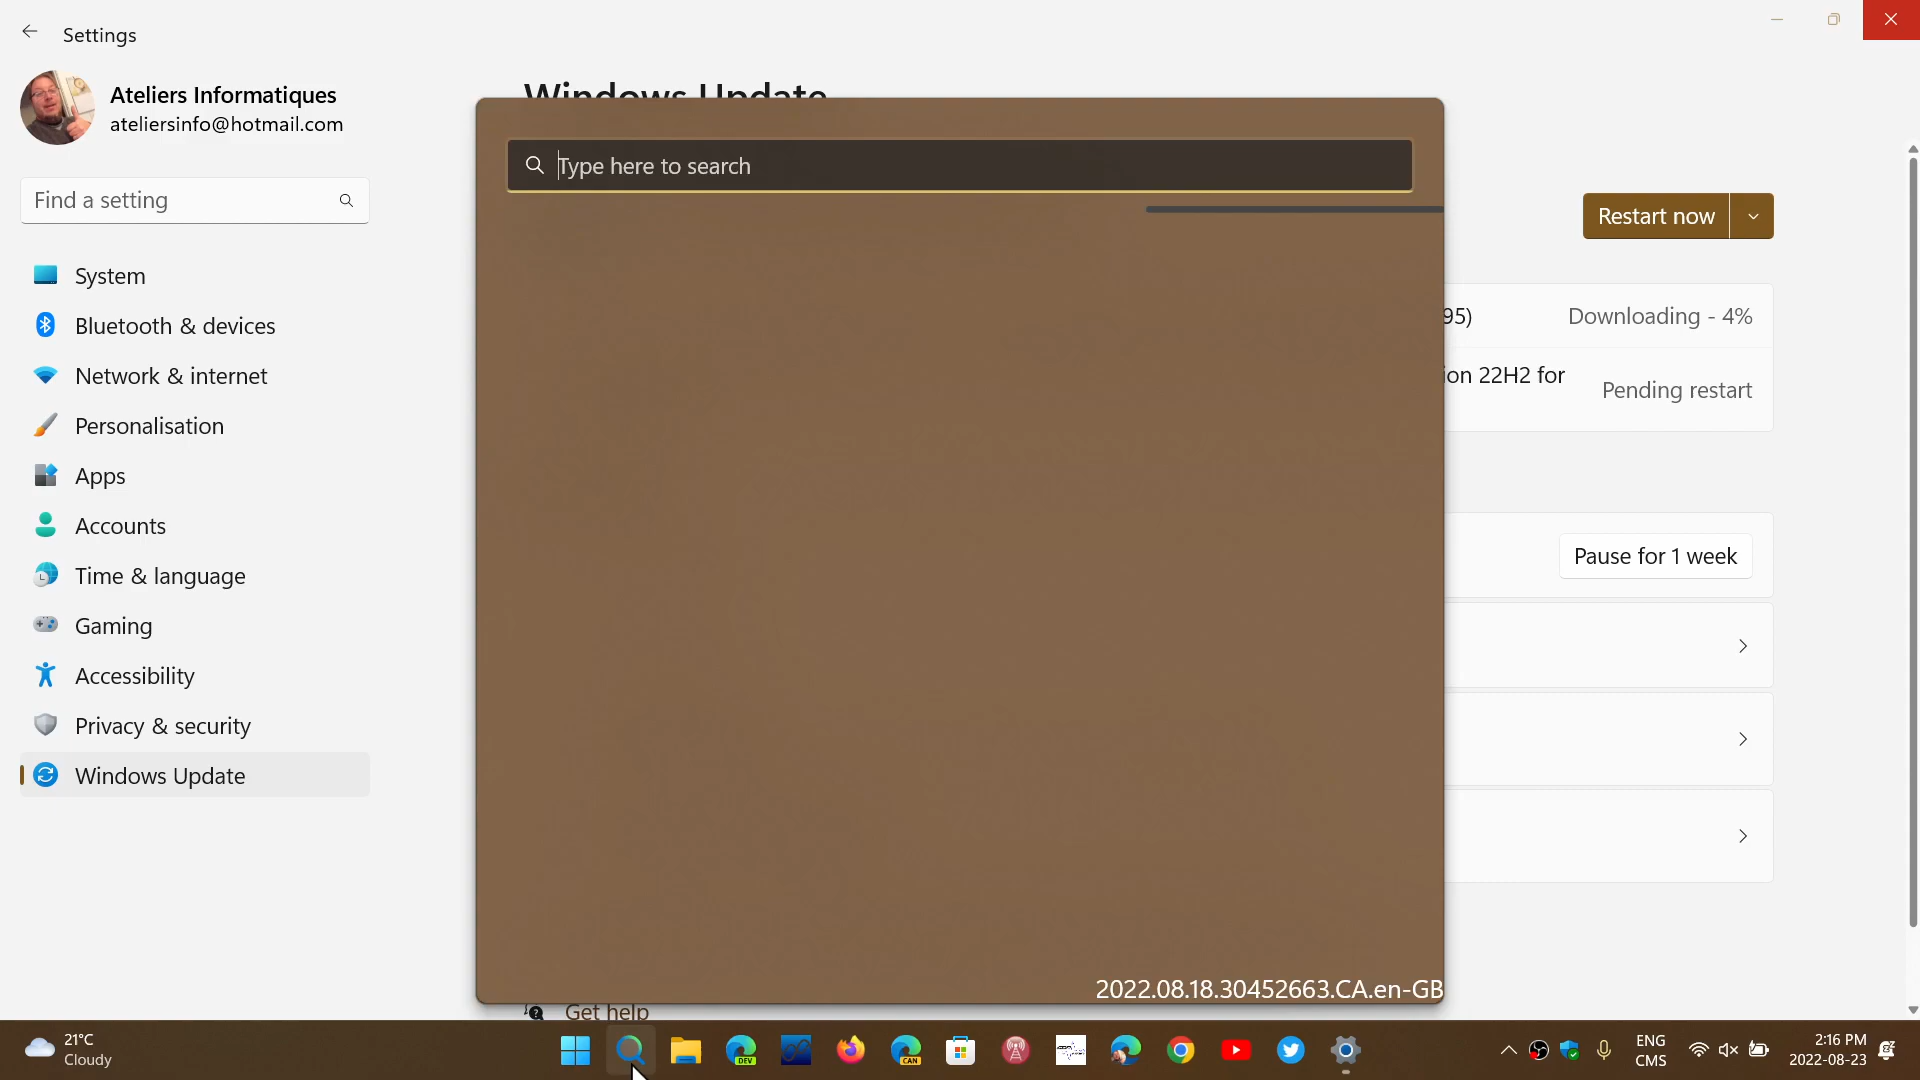 Settings
Ateliers Informatiques
ateliersinfo@hotmail.com
Find a setting
System
Bluetooth & devices
Network & internet
Personalisation
Apps
Accounts
Time & language
Gaming
Accessibility
Privacy & security
Windows Update
Windows Update
Type here to search
Restart now
95) Downloading - 4%
ion 22H2 for
Pending restart
Pause for 1 week
2022.08.18.30452663.CA.en-GB
Get help
21°C
Cloudy
DEV
CAN
ENG
CMS
2:16 PM
2022-08-23